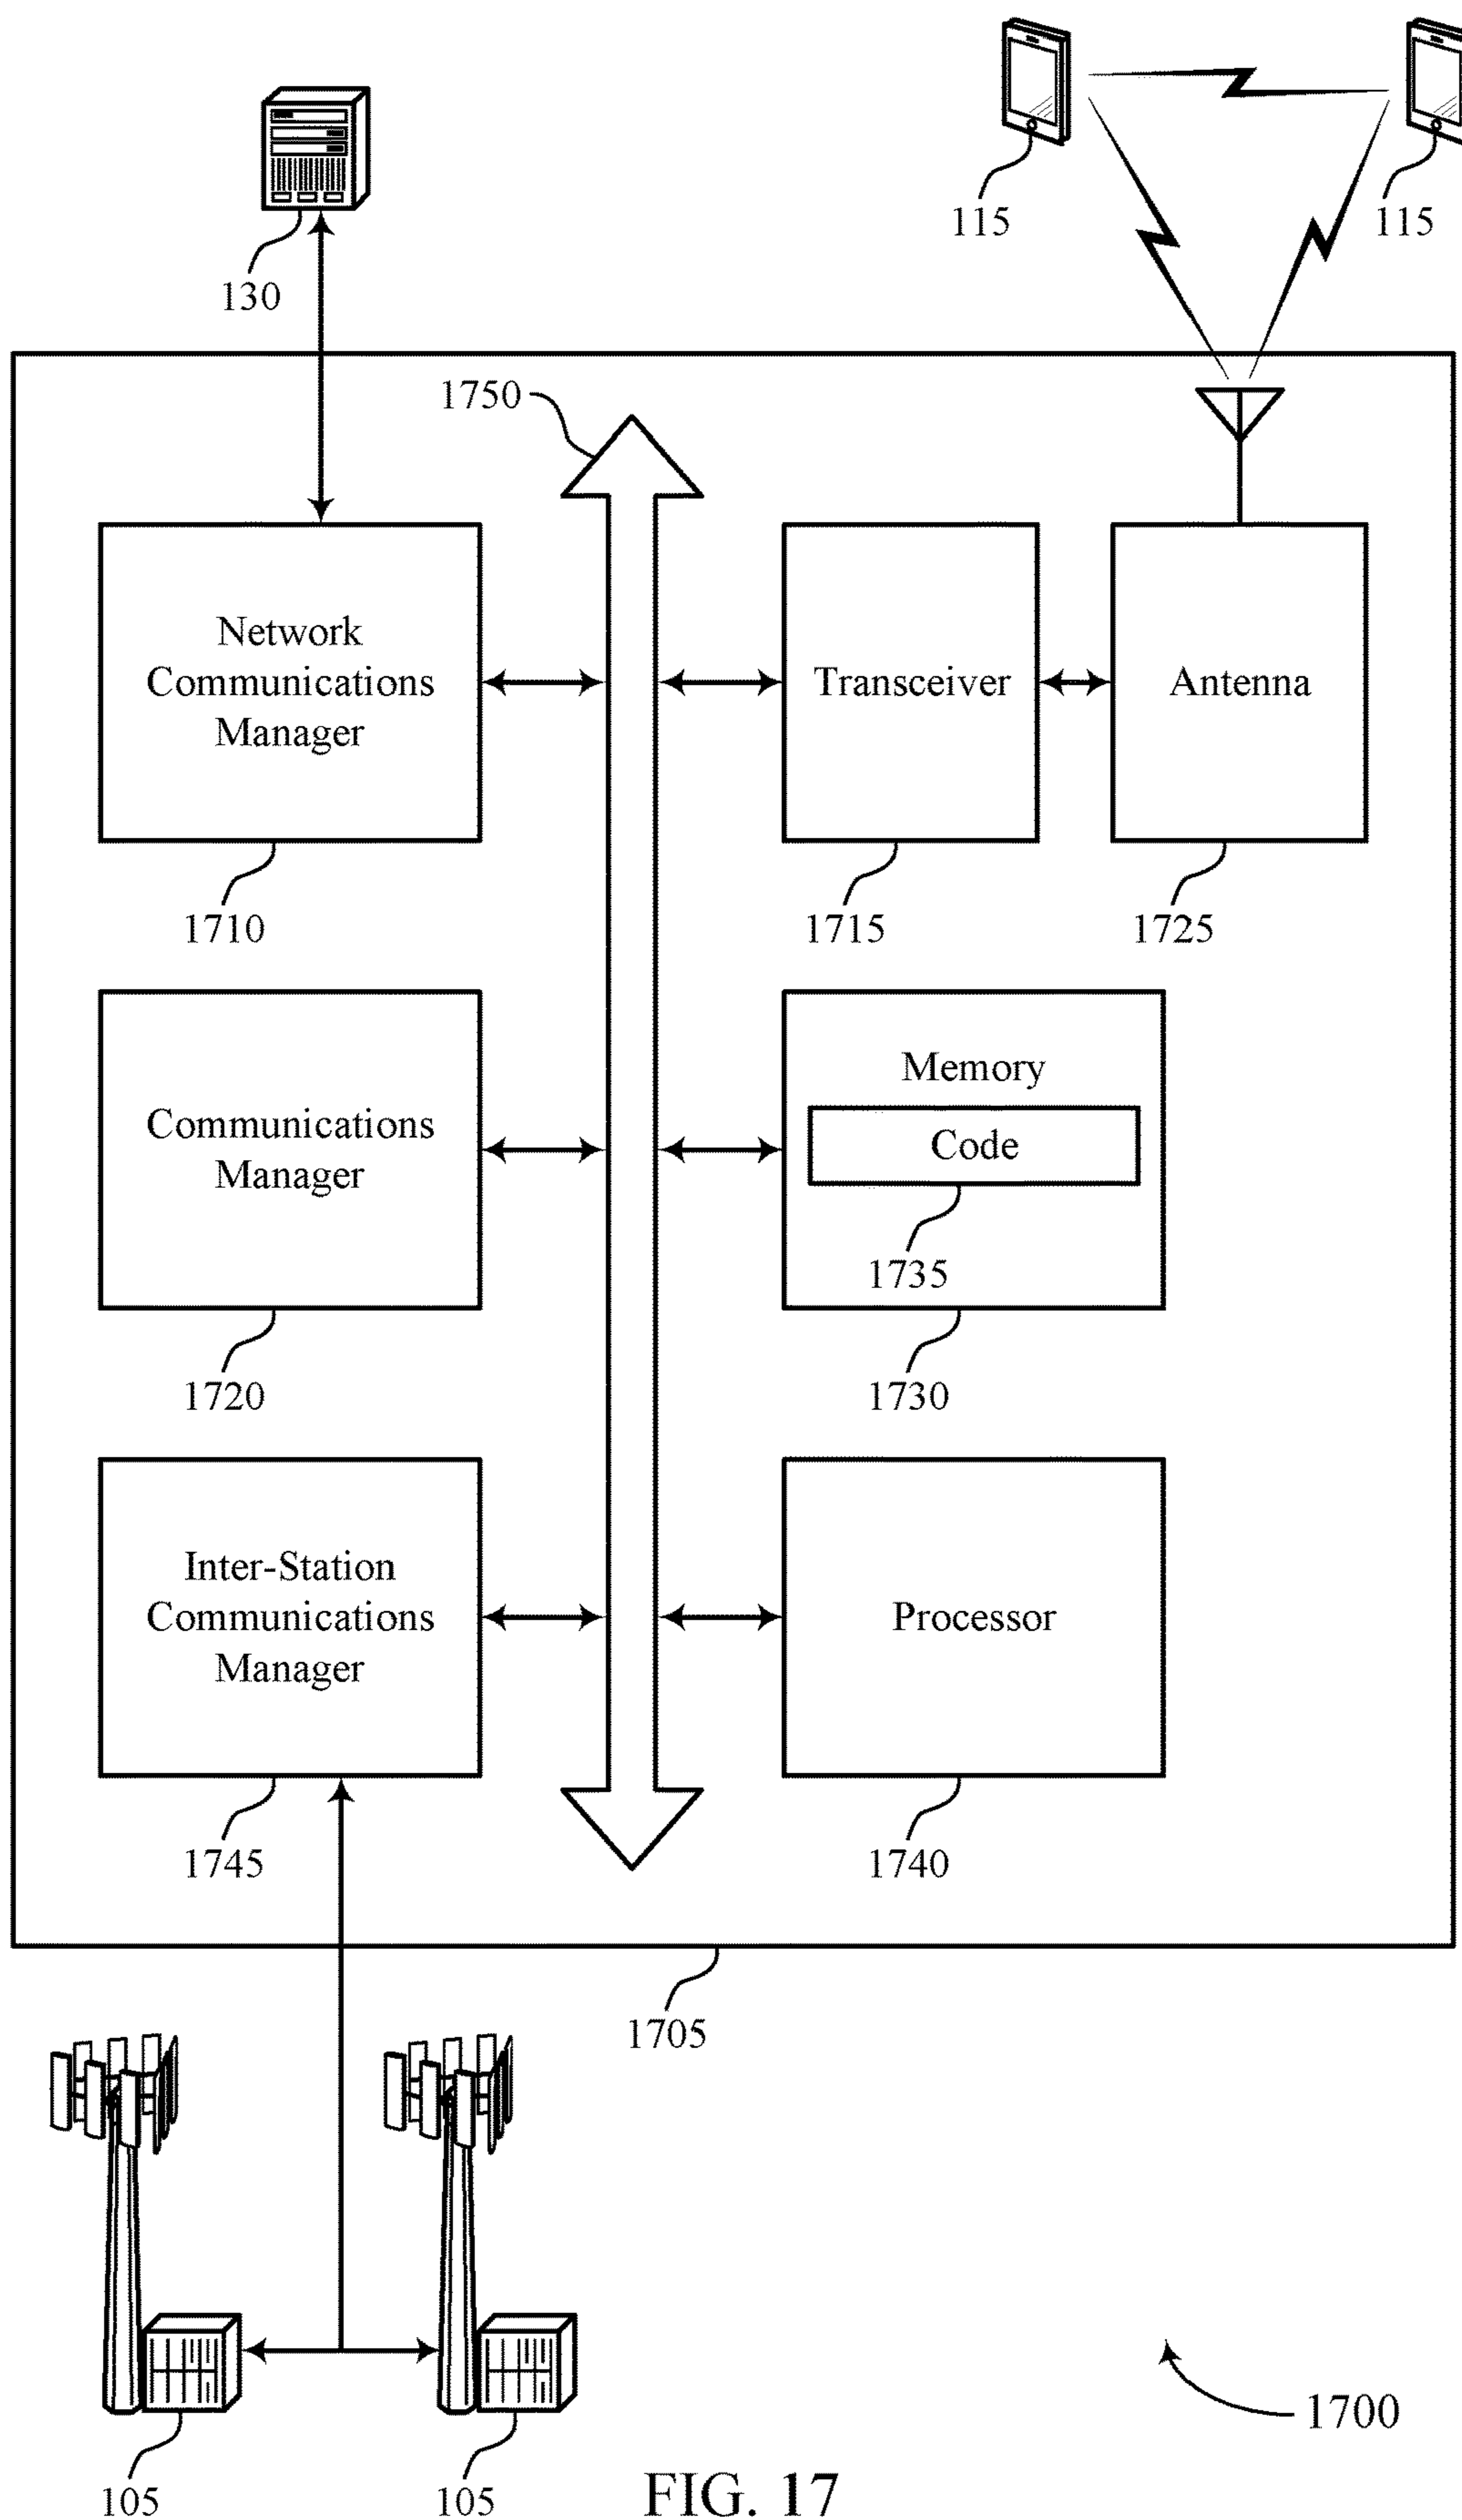 115
115
130
1750
Network
Communications
Manager
Transceiver
Antenna
1710
1715
1725
Communications
Manager
Memory
Code
1735
1720
1730
Inter-Station
Communications
Manager
Processor
1745
1740
1705
1700
105
105
FIG. 17